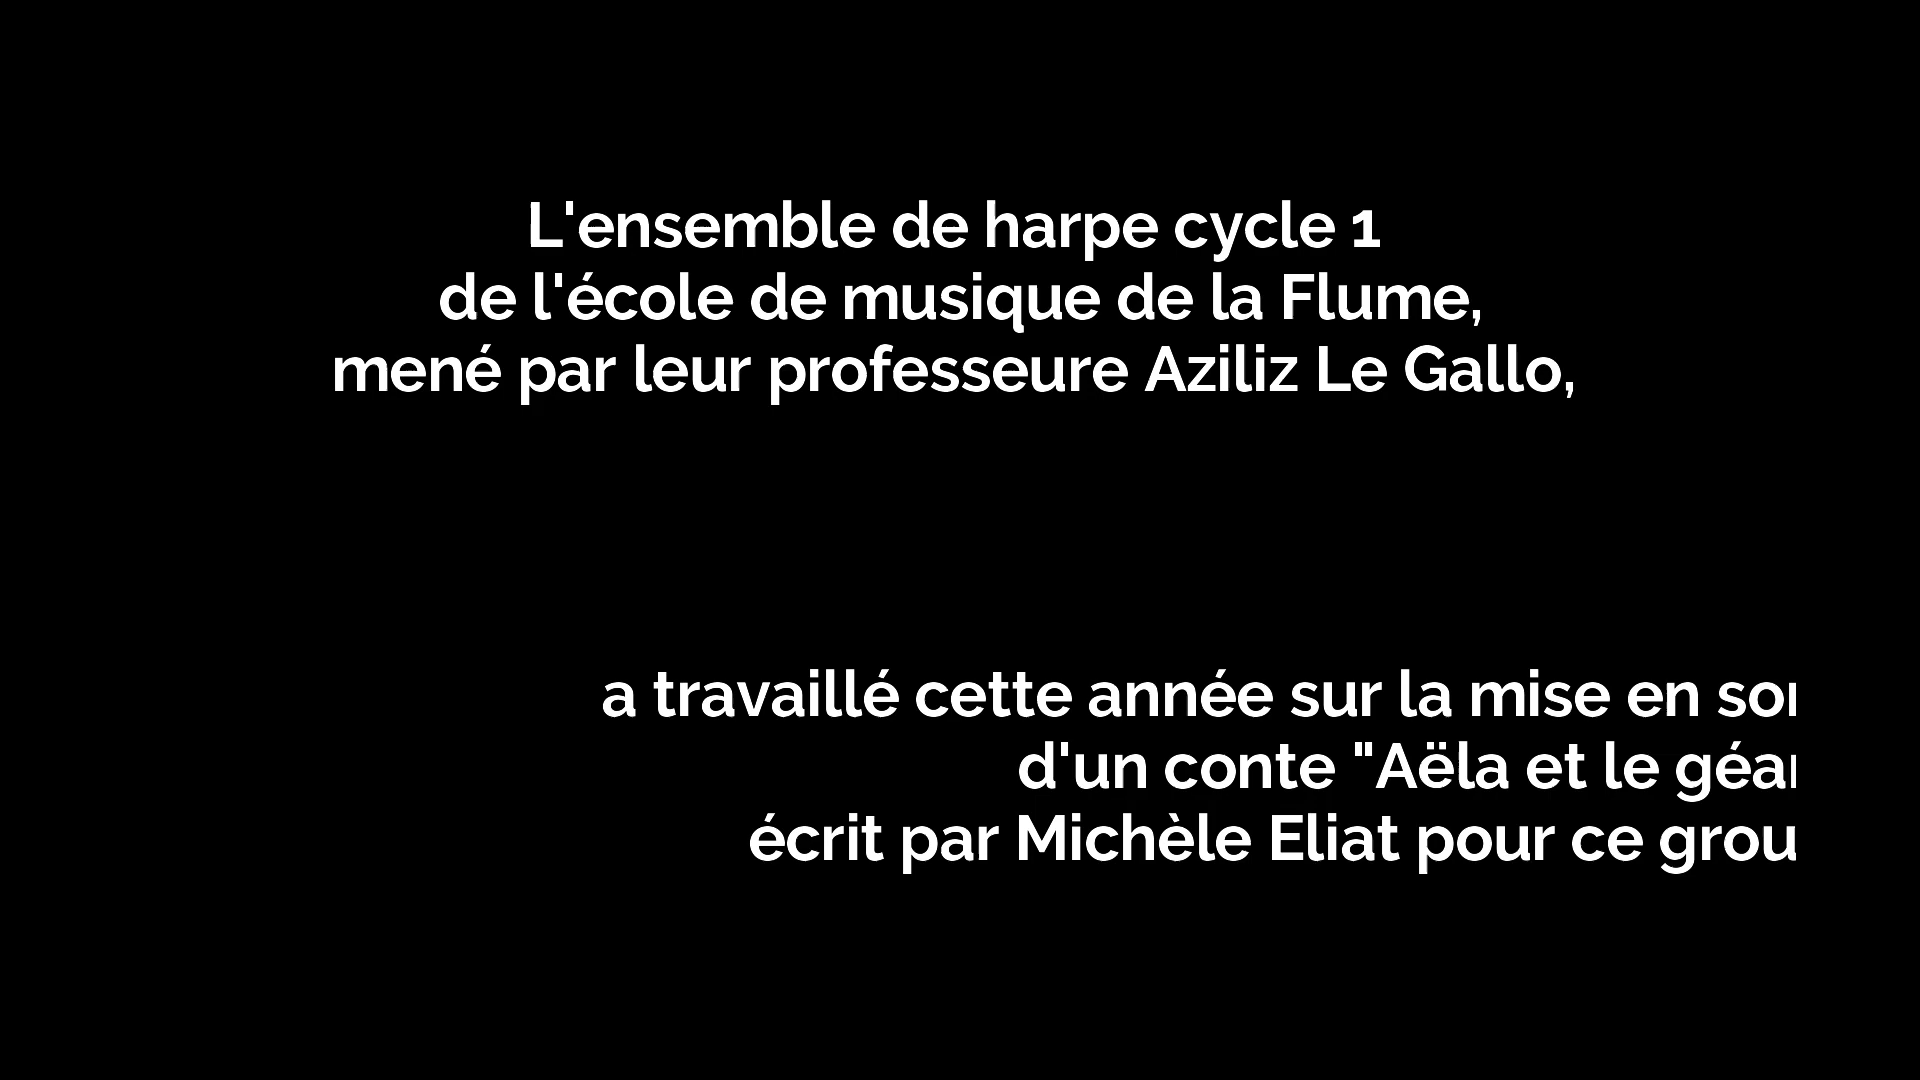 L'ensemble de harpe cycle 1
de l'école de musique de la Flume,
mené par leur professeure Aziliz Le Gallo,
a travaillé cette année sur la mise en
d'un conte "Aëla et le
écrit par Michèle Eliat pour ce